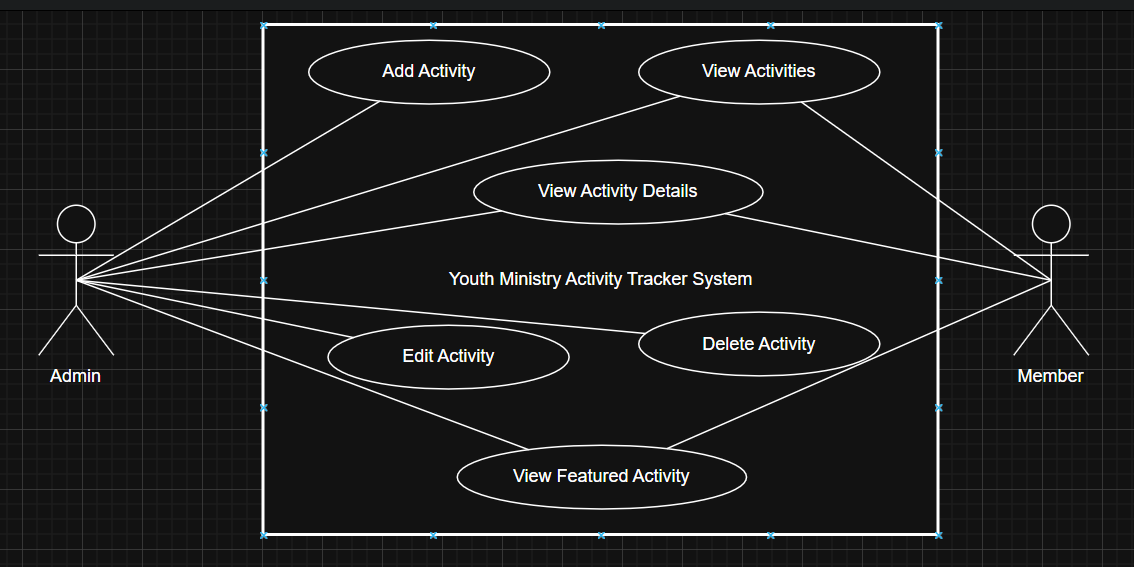 Add Activity
View Activities
View Activity Details
Youth Ministry Activity Tracker System
Edit Activity
Delete Activity
Admin
Member
View Featured Activity